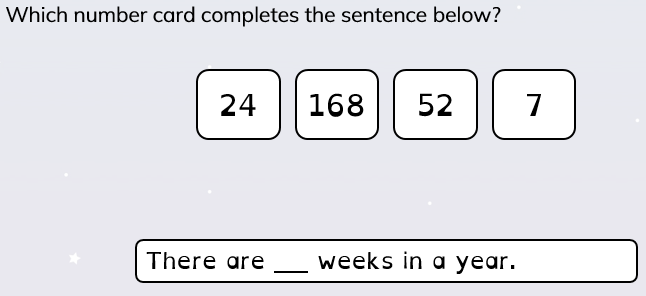 Which number card completes the sentence below?
24 168 52 7
There are ___ weeks in a year.